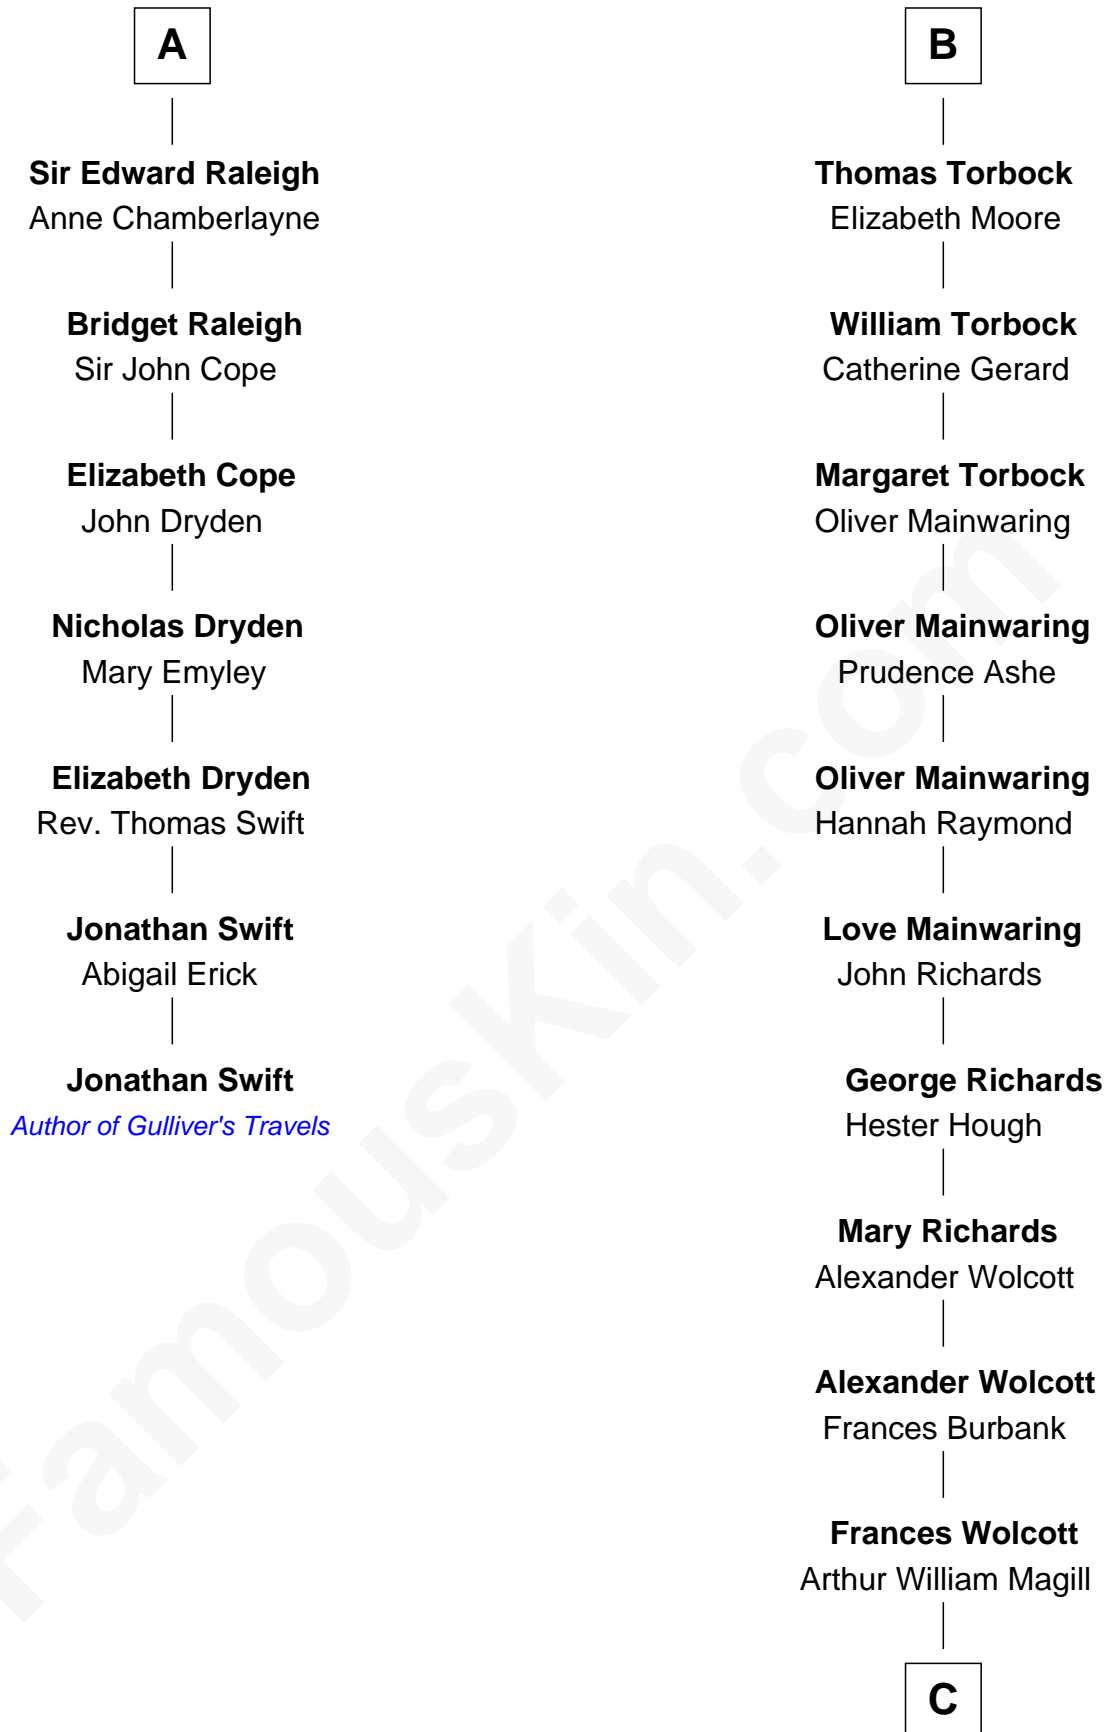 A
Sir Edward Raleigh
Anne Chamberlayne
Bridget Raleigh
Sir John Cope
Elizabeth Cope
John Dryden
Nicholas Dryden
Mary Emyley
Elizabeth Dryden
Rev. Thomas Swift
Jonathan Swift
Abigail Erick
Jonathan Swift
Author of Gulliver's Travels
B
Thomas Torbock
Elizabeth Moore
William Torbock
Catherine Gerard
Margaret Torbock
Oliver Mainwaring
Oliver Mainwaring
Prudence Ashe
Oliver Mainwaring
Hannah Raymond
Love Mainwaring
John Richards
George Richards
Hester Hough
Mary Richards
Alexander Wolcott
Alexander Wolcott
Frances Burbank
Frances Wolcott
Arthur William Magill
C
FamousKin.com